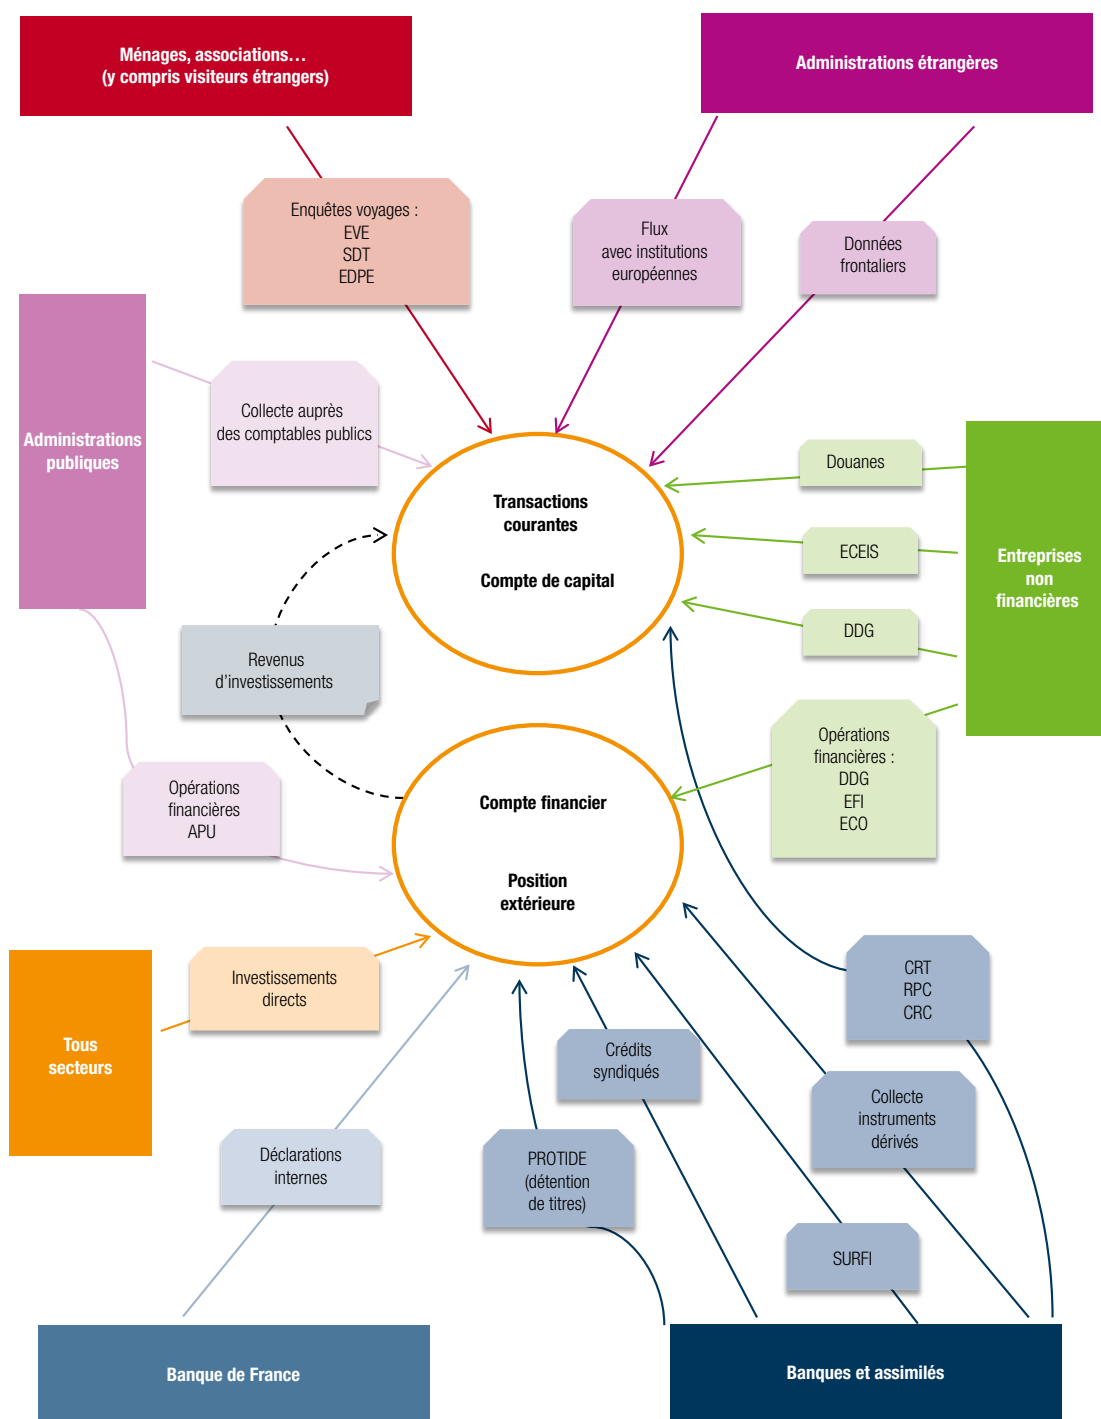 Ménages, associations…
(y compris visiteurs étrangers)
Administrations étrangères
Enquêtes voyages :
EVE
SDT
EDPE
Flux
avec institutions
européennes
Données
frontaliers
Administrations
publiques
Collecte auprès
des comptables publics
Transactions
courantes
Compte de capital
Douanes
ECEIS
DDG
Entreprises
non
financières
Revenus
d’investissements
Opérations
financières :
DDG
EFI
ECO
Opérations
financières
APU
Compte financier
Position
extérieure
Tous
secteurs
Investissements
directs
CRT
RPC
CRC
Crédits
syndiqués
Collecte
instruments
dérivés
Déclarations
internes
PROTIDE
(détention
de titres)
SURFI
Banque de France
Banques et assimilés